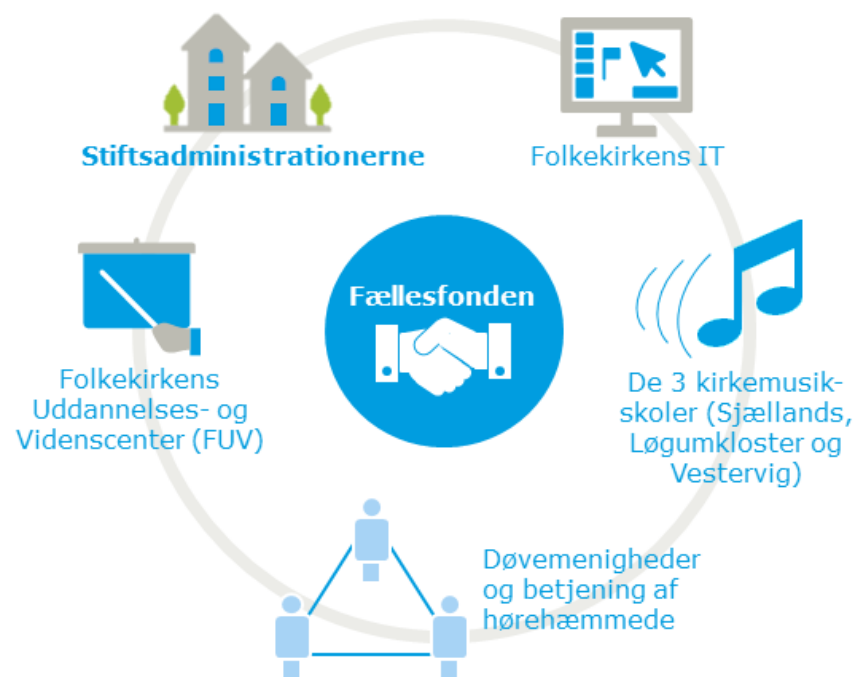 Stiftsadministrationerne
Folkekirkens IT
Fællesfonden
Folkekirkens
Uddannelses- og
Videnscenter (FUV)
De 3 kirkemusik-
skoler (Sjællands,
Løgumkloster og
Vestervig)
Døvemenigheder
og betjening af
hørehæmmede